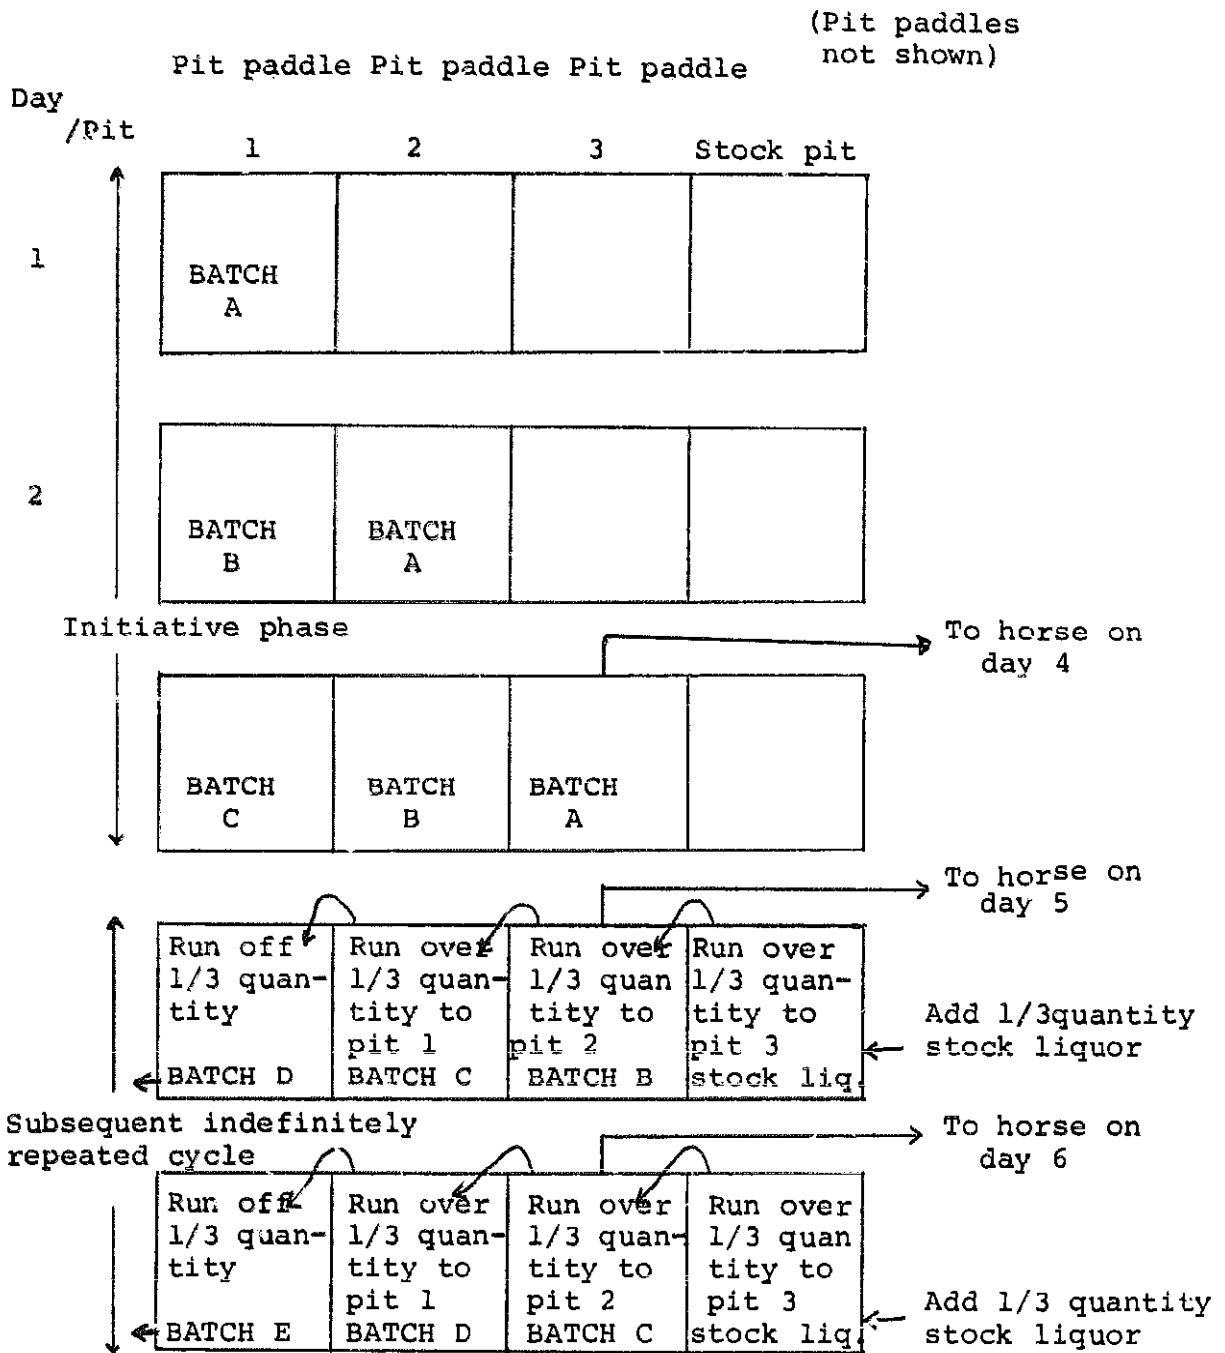 (Pit paddles
not shown)
Pit paddle Pit paddle Pit paddle
Day
/Pit
1 2 3 Stock pit
1
BATCH
A
2
BATCH BATCH
B A
Initiative phase
To horse on
day 4
BATCH BATCH BATCH
C B A
To horse on
day 5
Run off Run over Run over Run over
1/3 quan- 1/3 quan- 1/3 quan 1/3 quan-
tity tity to tity to tity to
pit 1 pit 2 pit 3
BATCH D BATCH C BATCH B stock liq.
Add 1/3quantity
stock liquor
Subsequent indefinitely
repeated cycle
To horse on
day 6
Run off Run over Run over Run over
1/3 quan- 1/3 quan- 1/3 quan- 1/3 quan
tity tity to tity to tity to
pit 1 pit 2 pit 3
BATCH E BATCH D BATCH C stock liq.
Add 1/3 quantity
stock liquor